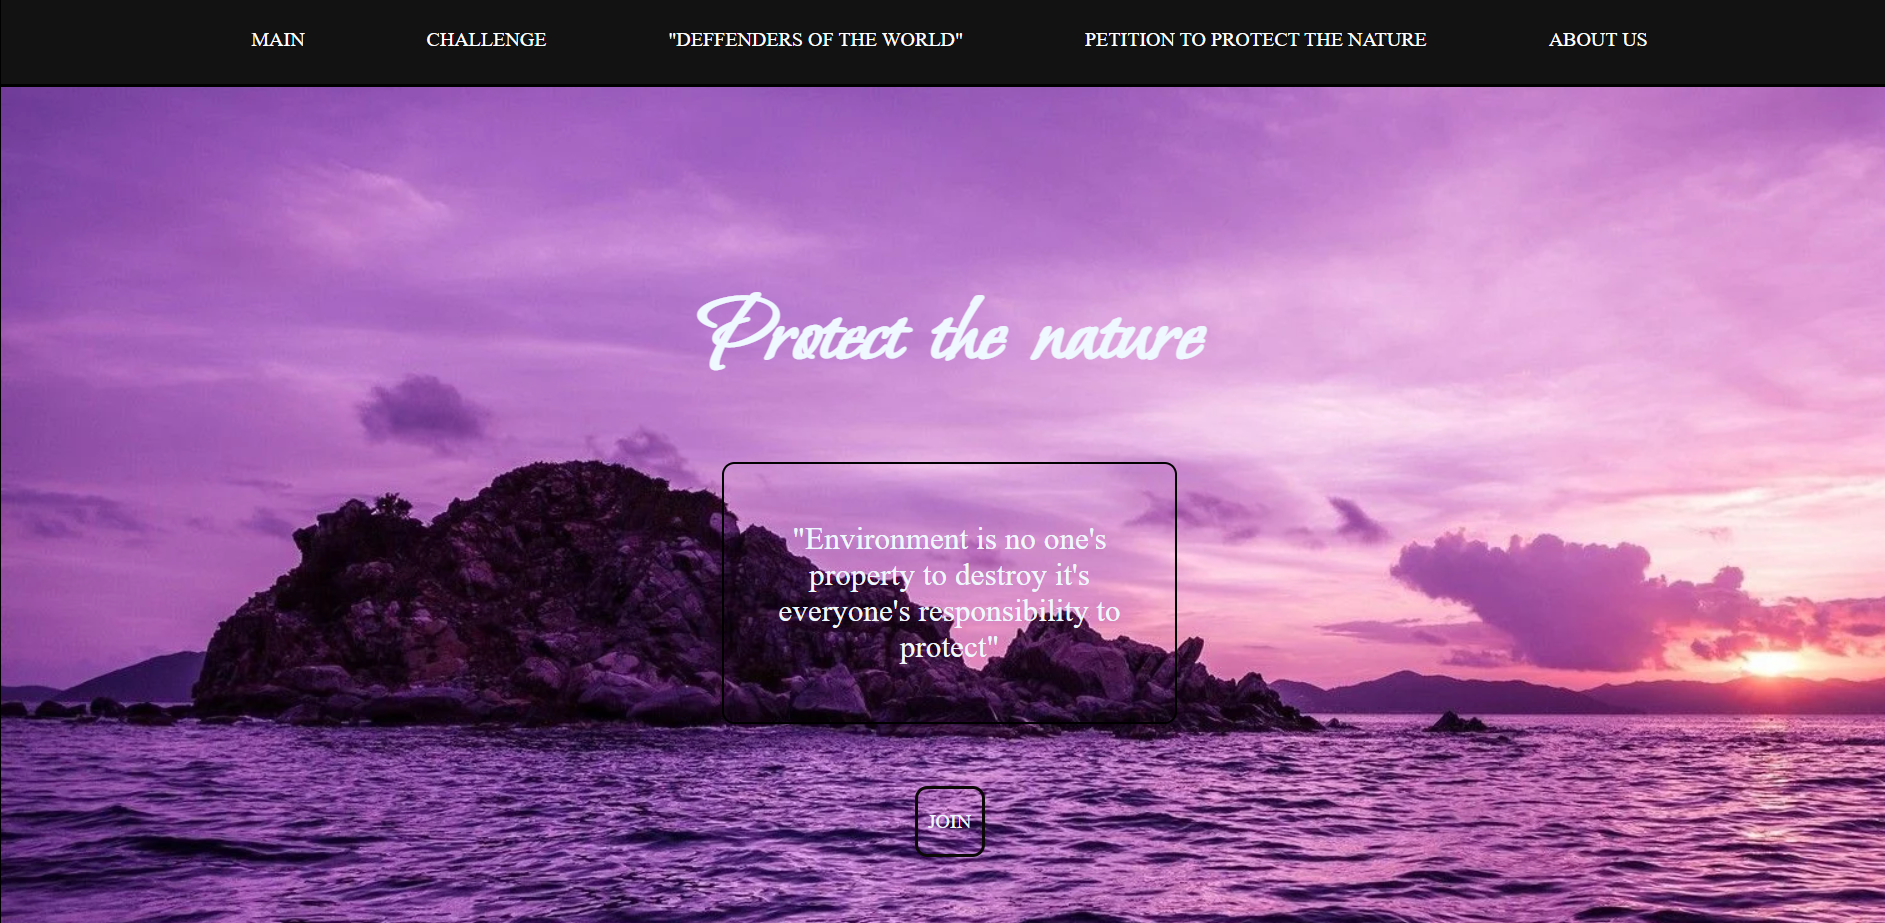 MAIN CHALLENGE "DEFFENDERS OF THE WORLD" PETITION TO PROTECT THE NATURE ABOUT US
Protect the nature
"Environment is no one's
property to destroy it's
everyone's responsibility to
protect"
JOIN